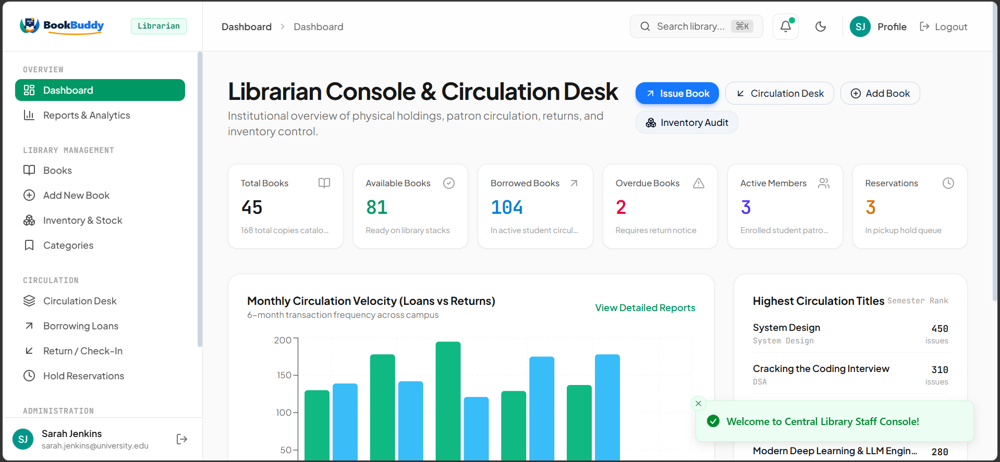 BookBuddy
Librarian
Dashboard > Dashboard
Search library... ⌘K
SJ
Profile
Logout
OVERVIEW
Dashboard
Reports & Analytics
LIBRARY MANAGEMENT
Books
Add New Book
Inventory & Stock
Categories
CIRCULATION
Circulation Desk
Borrowing Loans
Return / Check-In
Hold Reservations
ADMINISTRATION
SJ
Sarah Jenkins
sarah.jenkins@university.edu
Librarian Console & Circulation Desk
Institutional overview of physical holdings, patron circulation, returns, and
inventory control.
Issue Book
Circulation Desk
Add Book
Inventory Audit
Total Books
45
168 total copies catalo...
Available Books
81
Ready on library stacks
Borrowed Books
104
In active student circul...
Overdue Books
2
Requires return notice
Active Members
3
Enrolled student patro...
Reservations
3
In pickup hold queue
Monthly Circulation Velocity (Loans vs Returns)
6-month transaction frequency across campus
View Detailed Reports
200
150
100
50
Highest Circulation Titles
Semester Rank
System Design
450
System Design
issues
Cracking the Coding Interview
310
DSA
issues
Welcome to Central Library Staff Console!
Modern Deep Learning & LLM Engin...
280